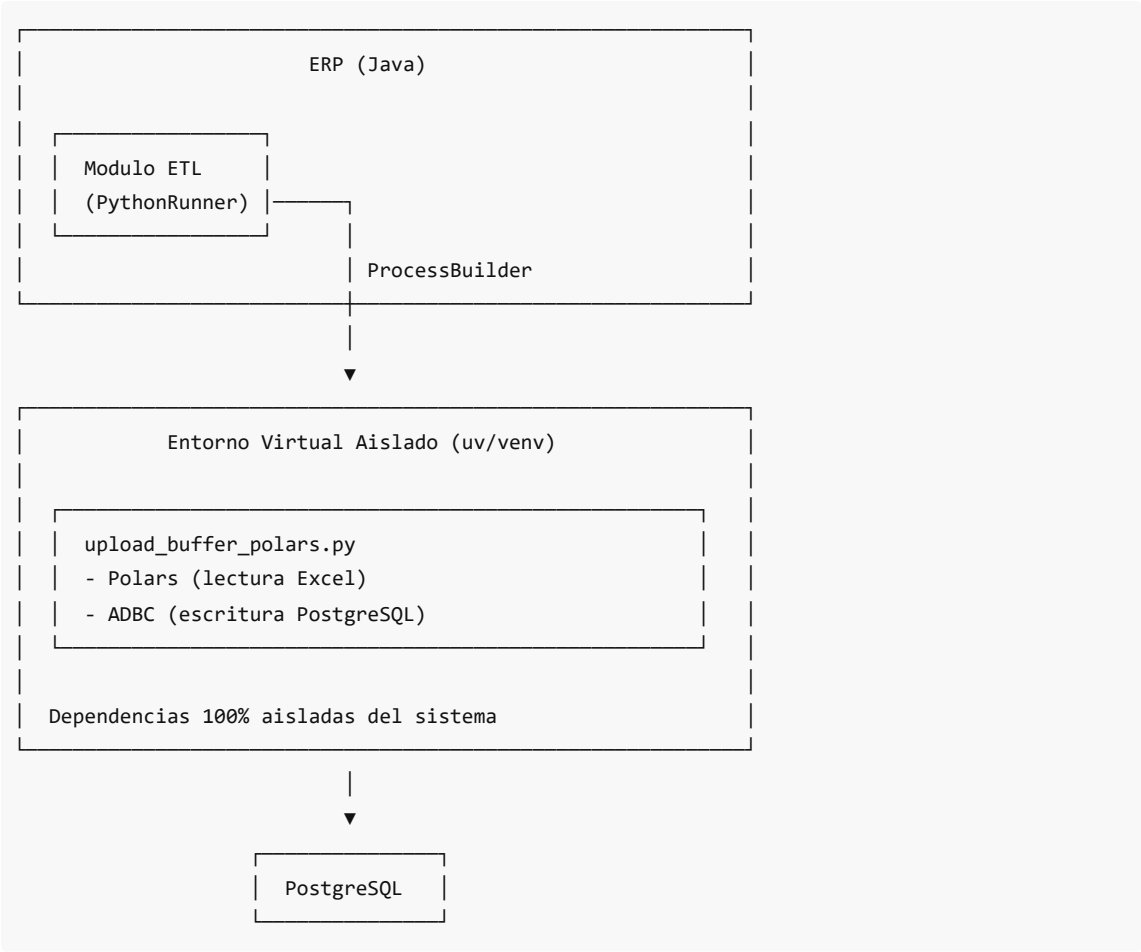 ERP (Java)
Modulo ETL
(PythonRunner)
ProcessBuilder
Entorno Virtual Aislado (uv/venv)
upload_buffer_polars.py
- Polars (lectura Excel)
- ADBC (escritura PostgreSQL)
Dependencias 100% aisladas del sistema
PostgreSQL